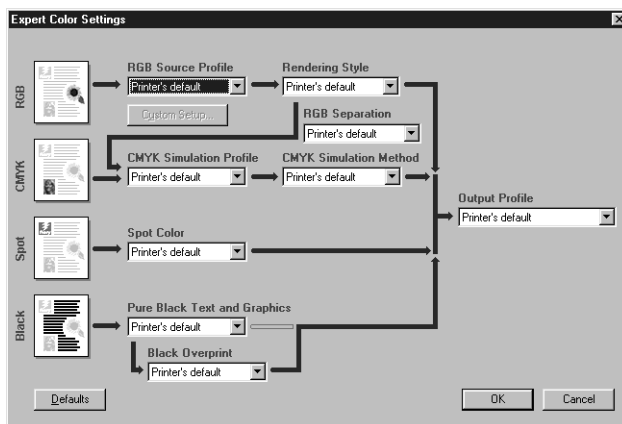 Expert Color Settings
RGB
RGB Source Profile
Printer's default
Custom Setup...
Rendering Style
Printer's default
RGB Separation
Printer's default
CMYK
CMYK Simulation Profile
Printer's default
CMYK Simulation Method
Printer's default
Output Profile
Printer's default
Spot
Spot Color
Printer's default
Black
Pure Black Text and Graphics
Printer's default
Black Overprint
Printer's default
Defaults
OK
Cancel